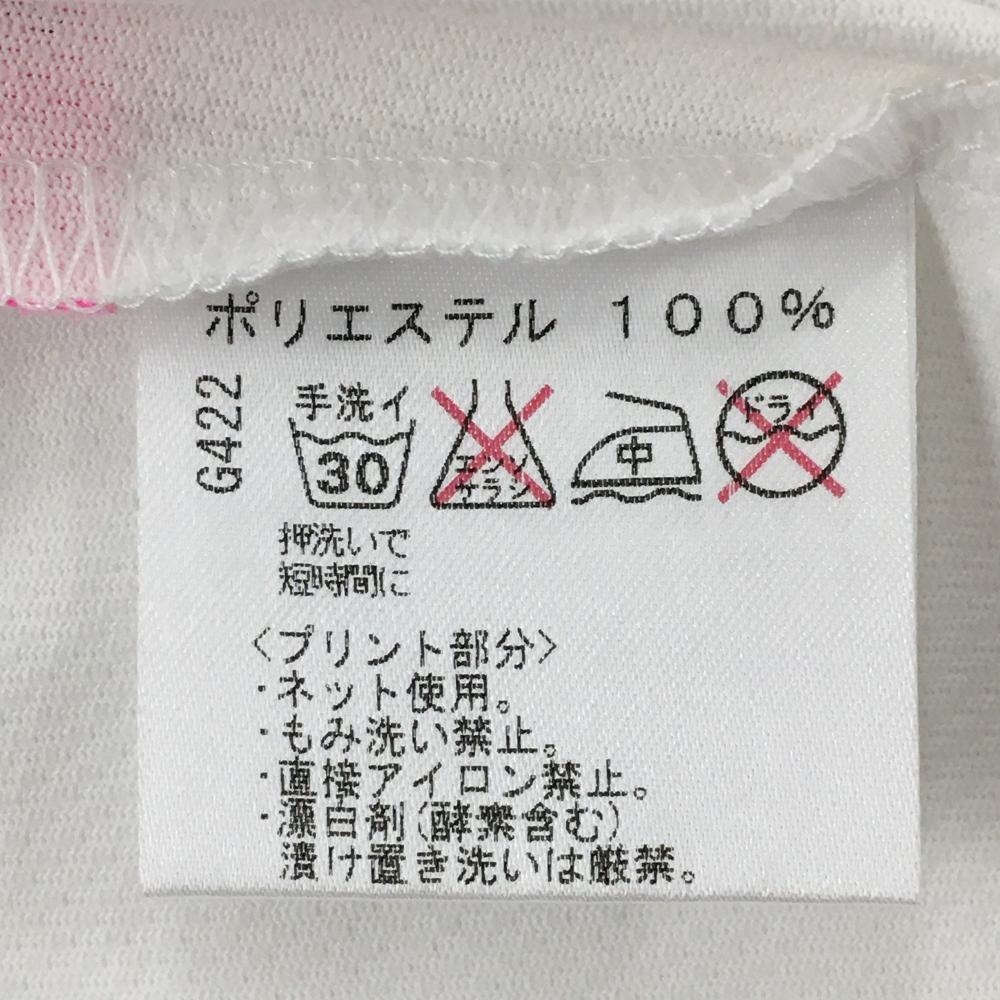 ポリエステル 100%
G422
手洗イ
30
エンソ
サラシ
中
ドライ
押洗いで
短時間に
<プリント部分>
・ネット使用。
・もみ洗い禁止。
・直接アイロン禁止。
・漂白剤(酵素含む)
漬け置き洗いは厳禁。